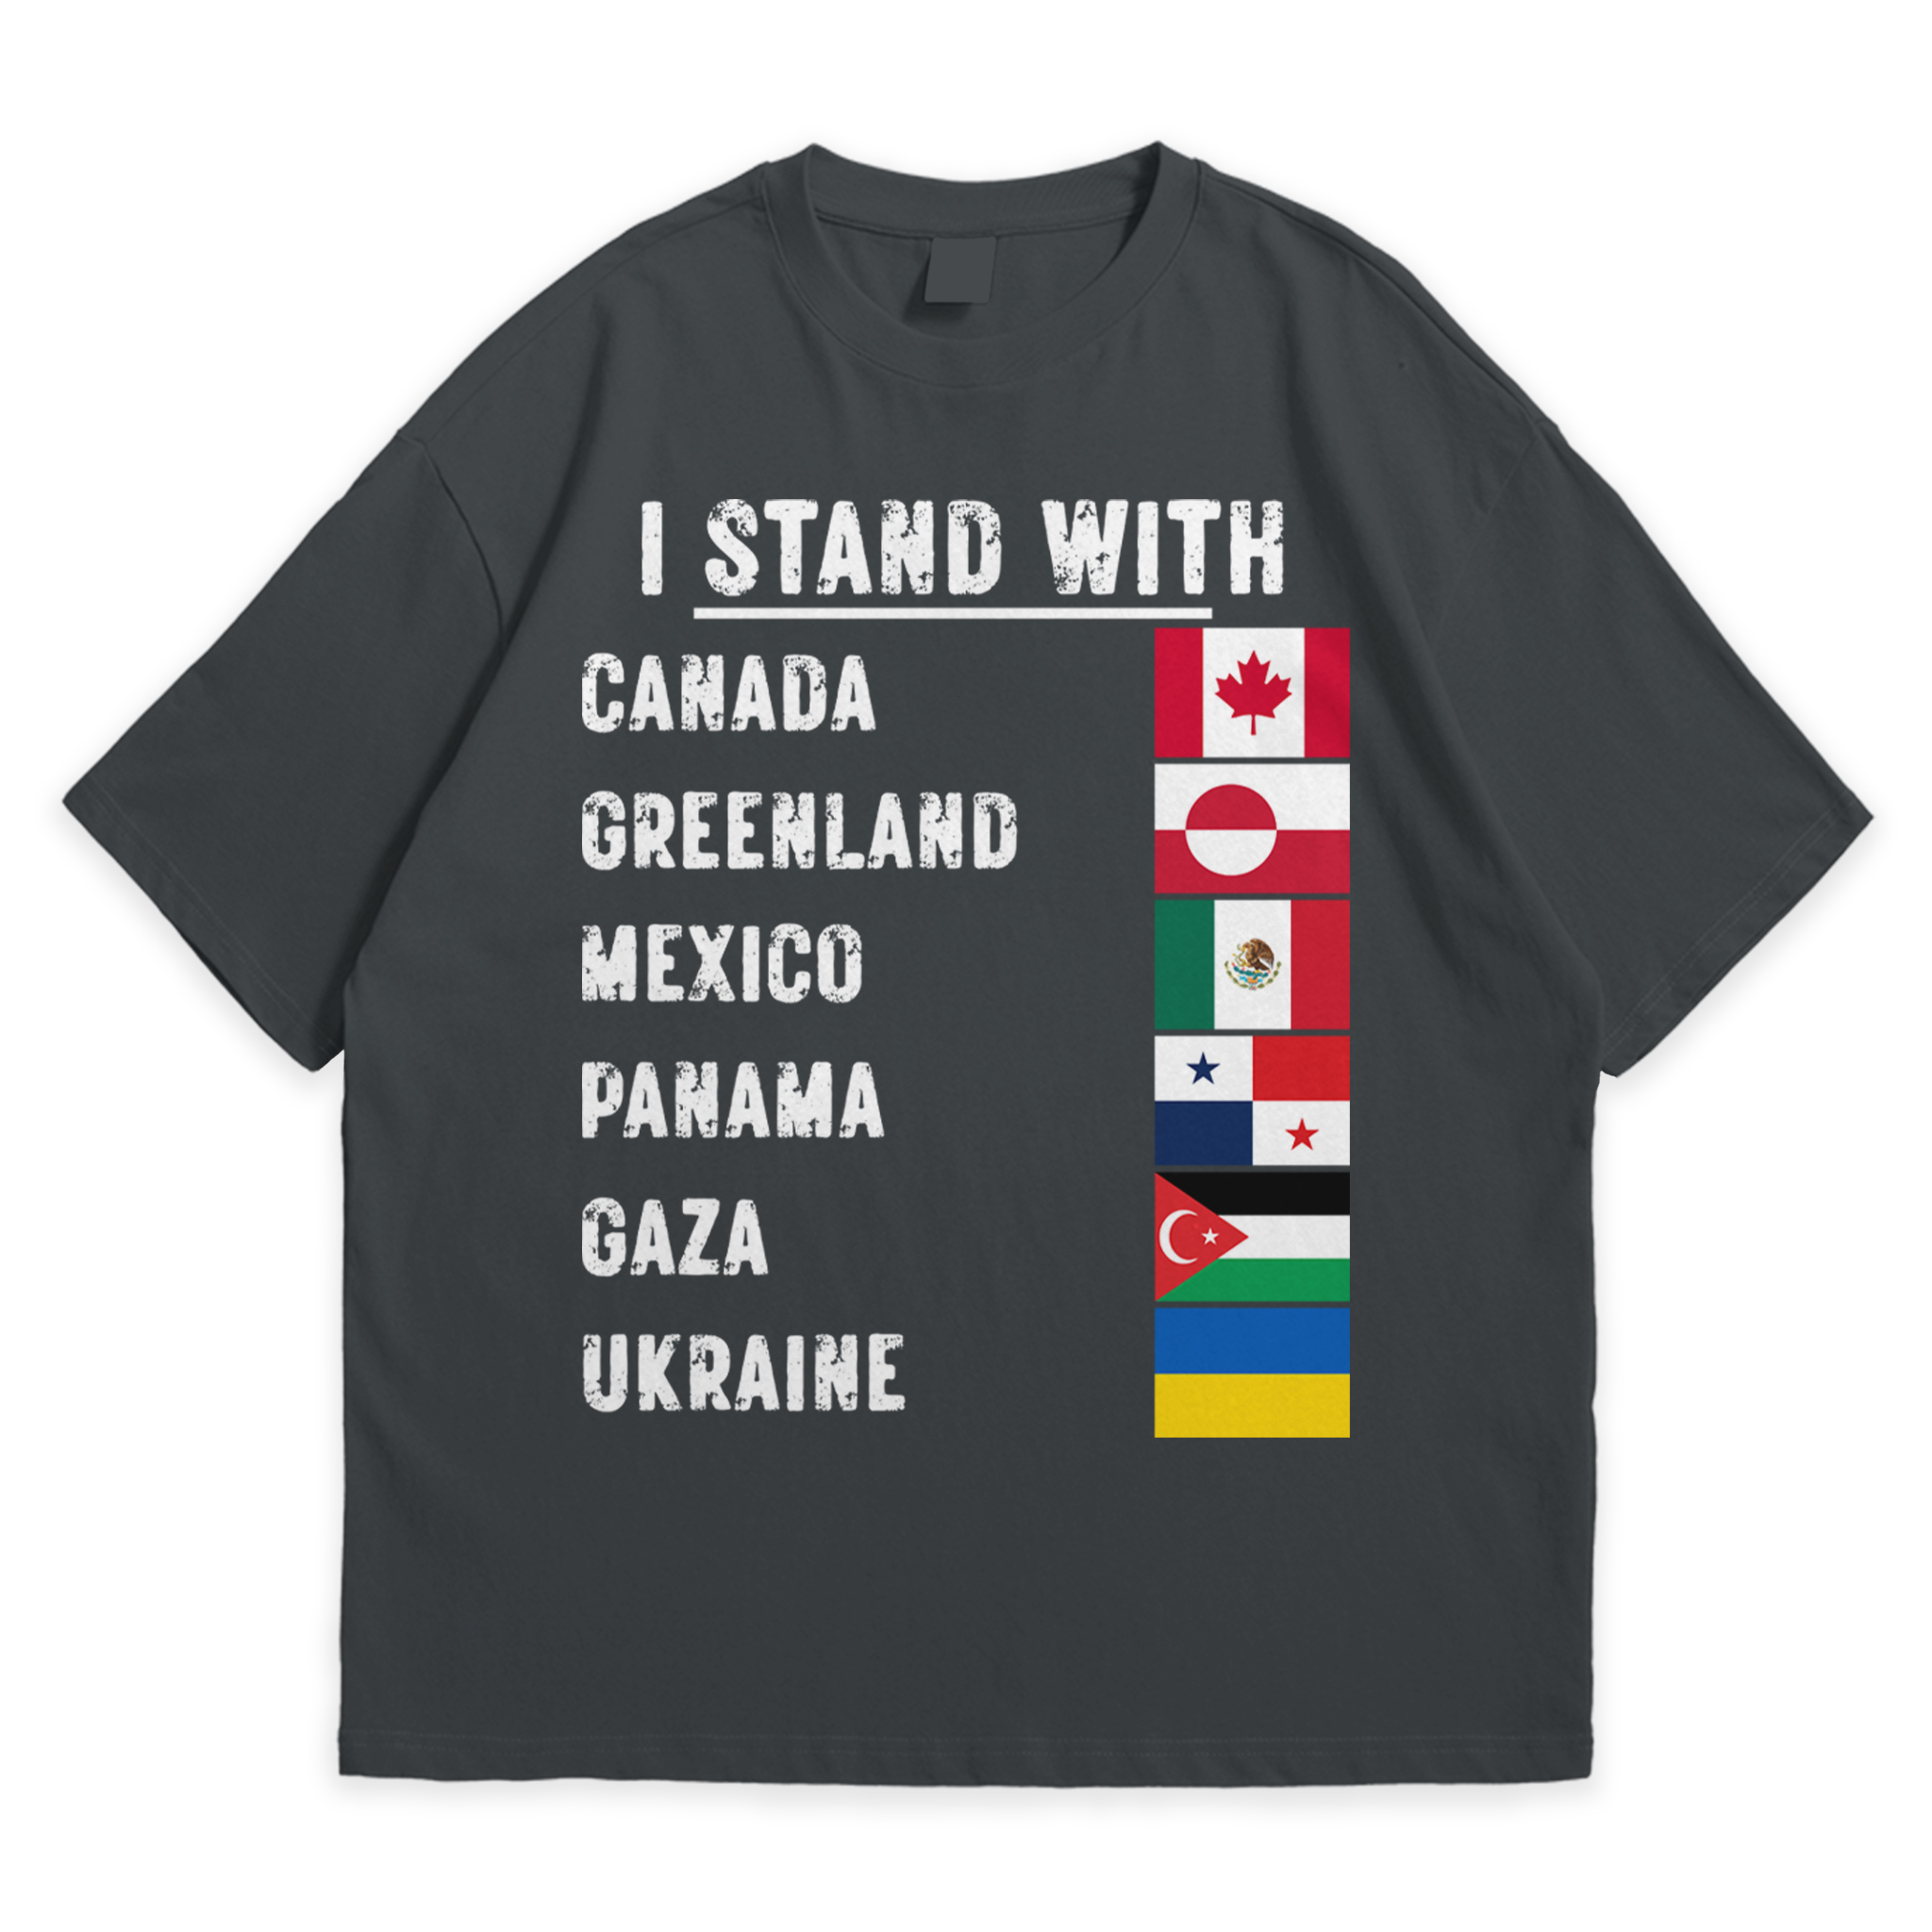 I STAND WITH
CANADA
GREENLAND
MEXICO
PANAMA
GAZA
UKRAINE